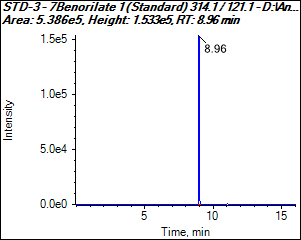 STD-3 - 7Benorilate 1 (Standard) 314.1 / 121.1 - D:\An...
Area: 5.386e5, Height: 1.533e5, RT: 8.96 min
1.5e5
8.96
1.0e5
Intensity
5.0e4
0.0e0
5 10 15
Time, min